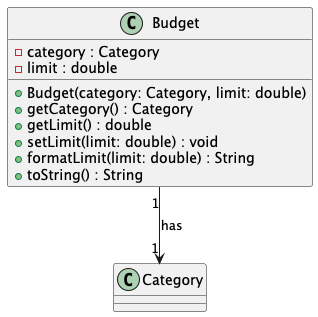 C Budget
category : Category
limit : double
Budget(category: Category, limit: double)
getCategory() : Category
getLimit() : double
setLimit(limit: double) : void
formatLimit(limit: double) : String
toString() : String
1
has
1
C Category